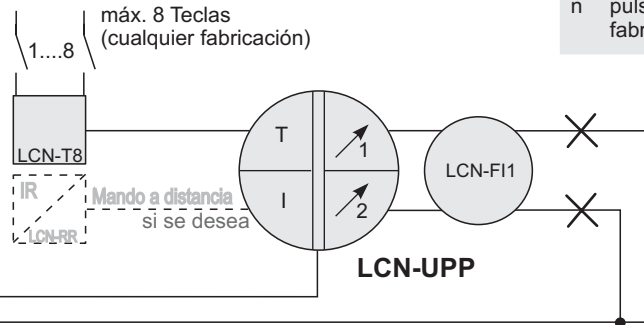 máx. 8 Teclas
(cualquier fabricación)
1....8
n
LCN-T8
T
1
I
2
LCN-FI1
IR
LCN-RR
Mando a distancia
si se desea
LCN-UPP